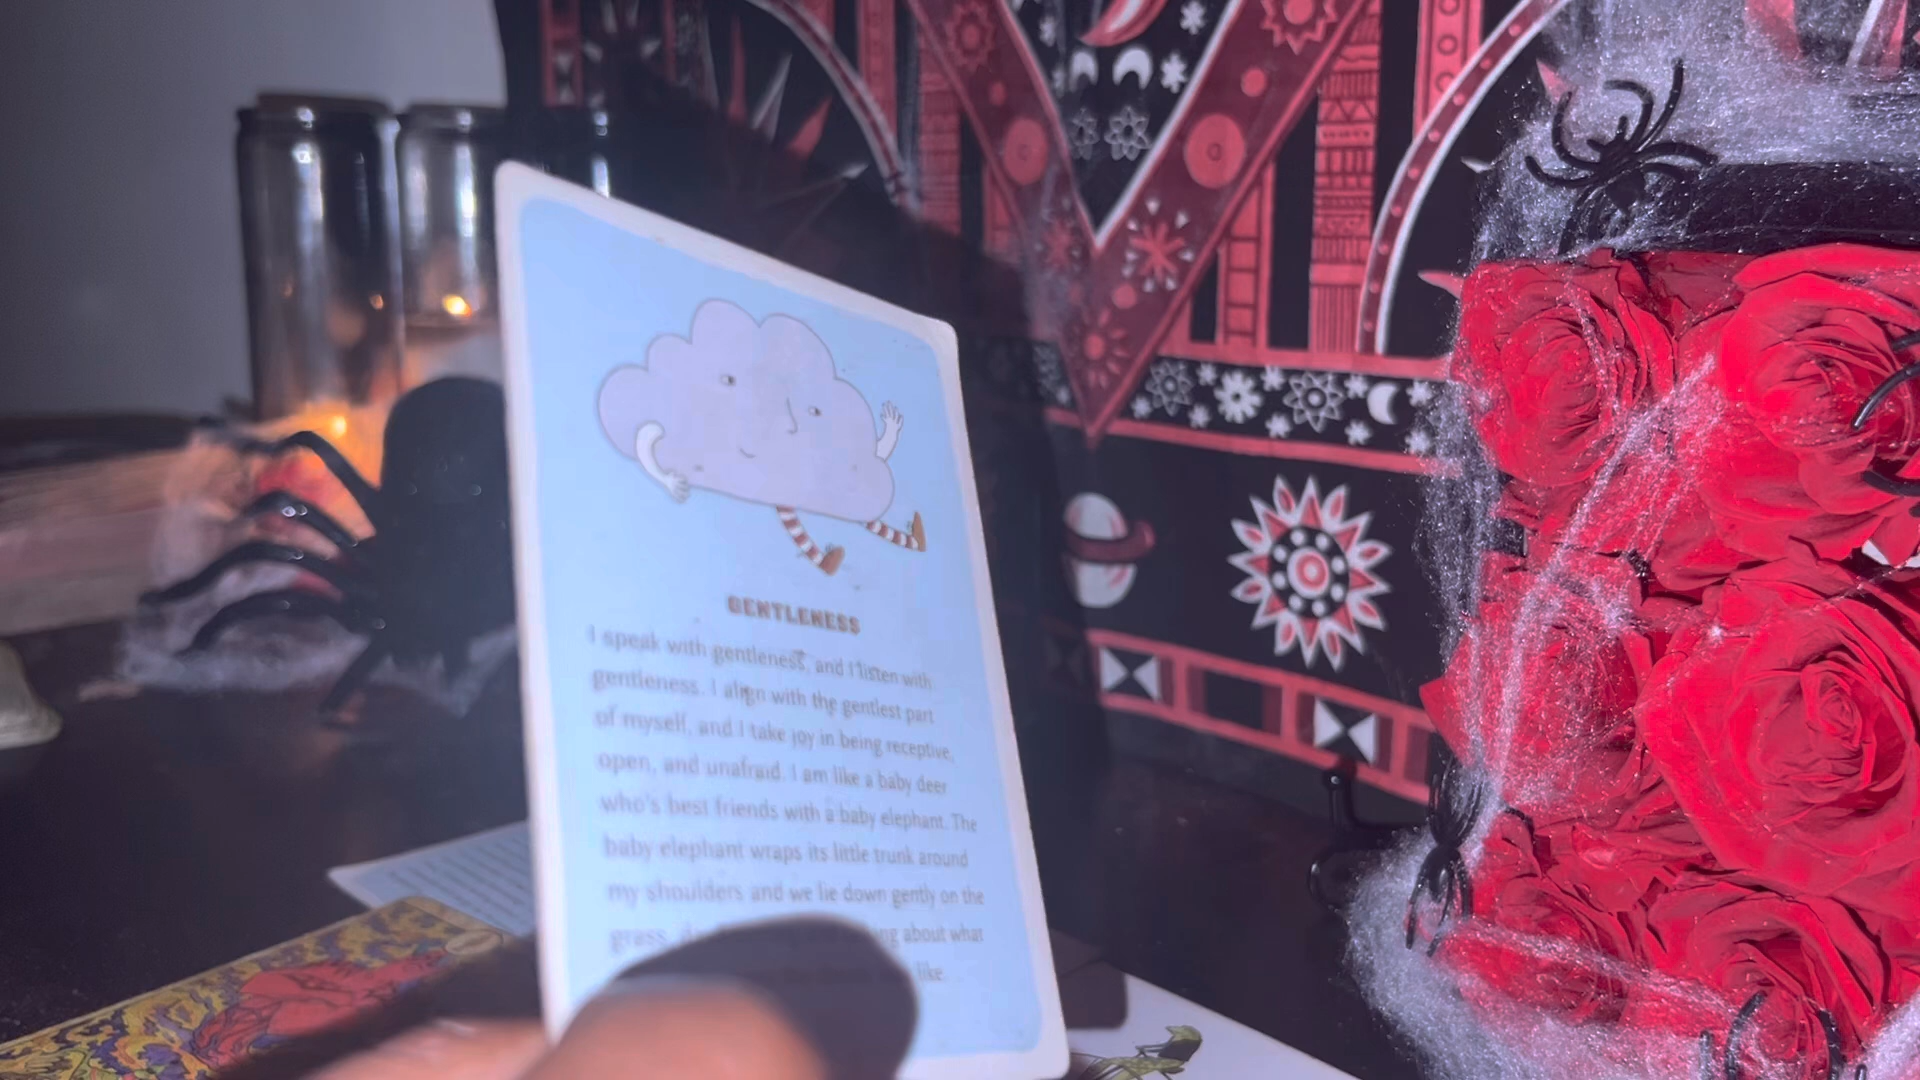 GENTLENESS
I speak with gentleness, and I listen with
gentleness. I align with the gentlest part
of myself, and I take joy in being receptive,
open, and unafraid. I am like a baby deer
who's best friends with a baby elephant. The
baby elephant wraps its little trunk around
my shoulders and we lie down gently on the
grass, about what
like.